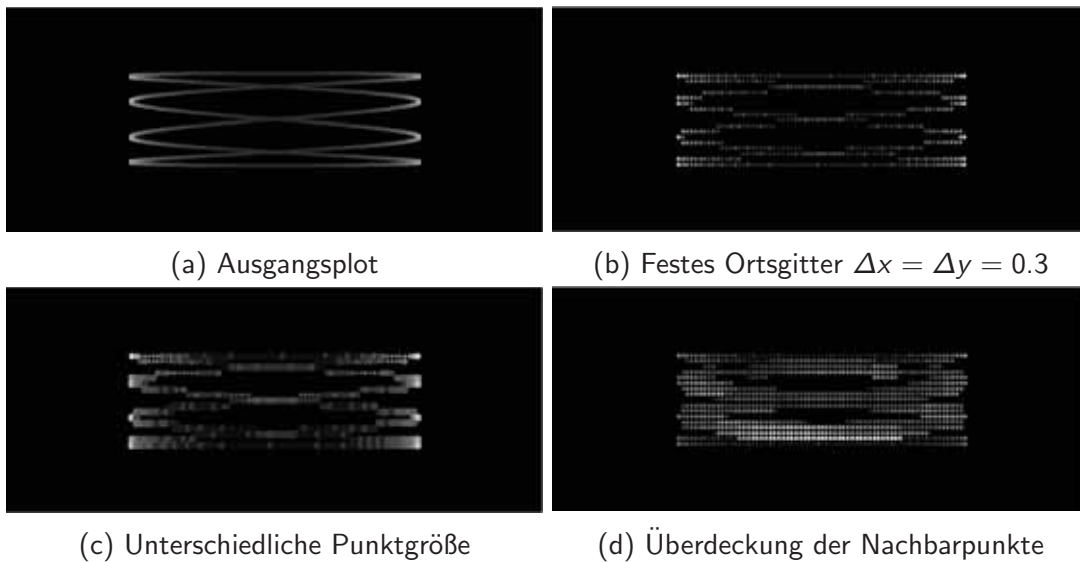 (a) Ausgangsplot
(b) Festes Ortsgitter Δx = Δy = 0.3
(c) Unterschiedliche Punktgröße
(d) Überdeckung der Nachbarpunkte